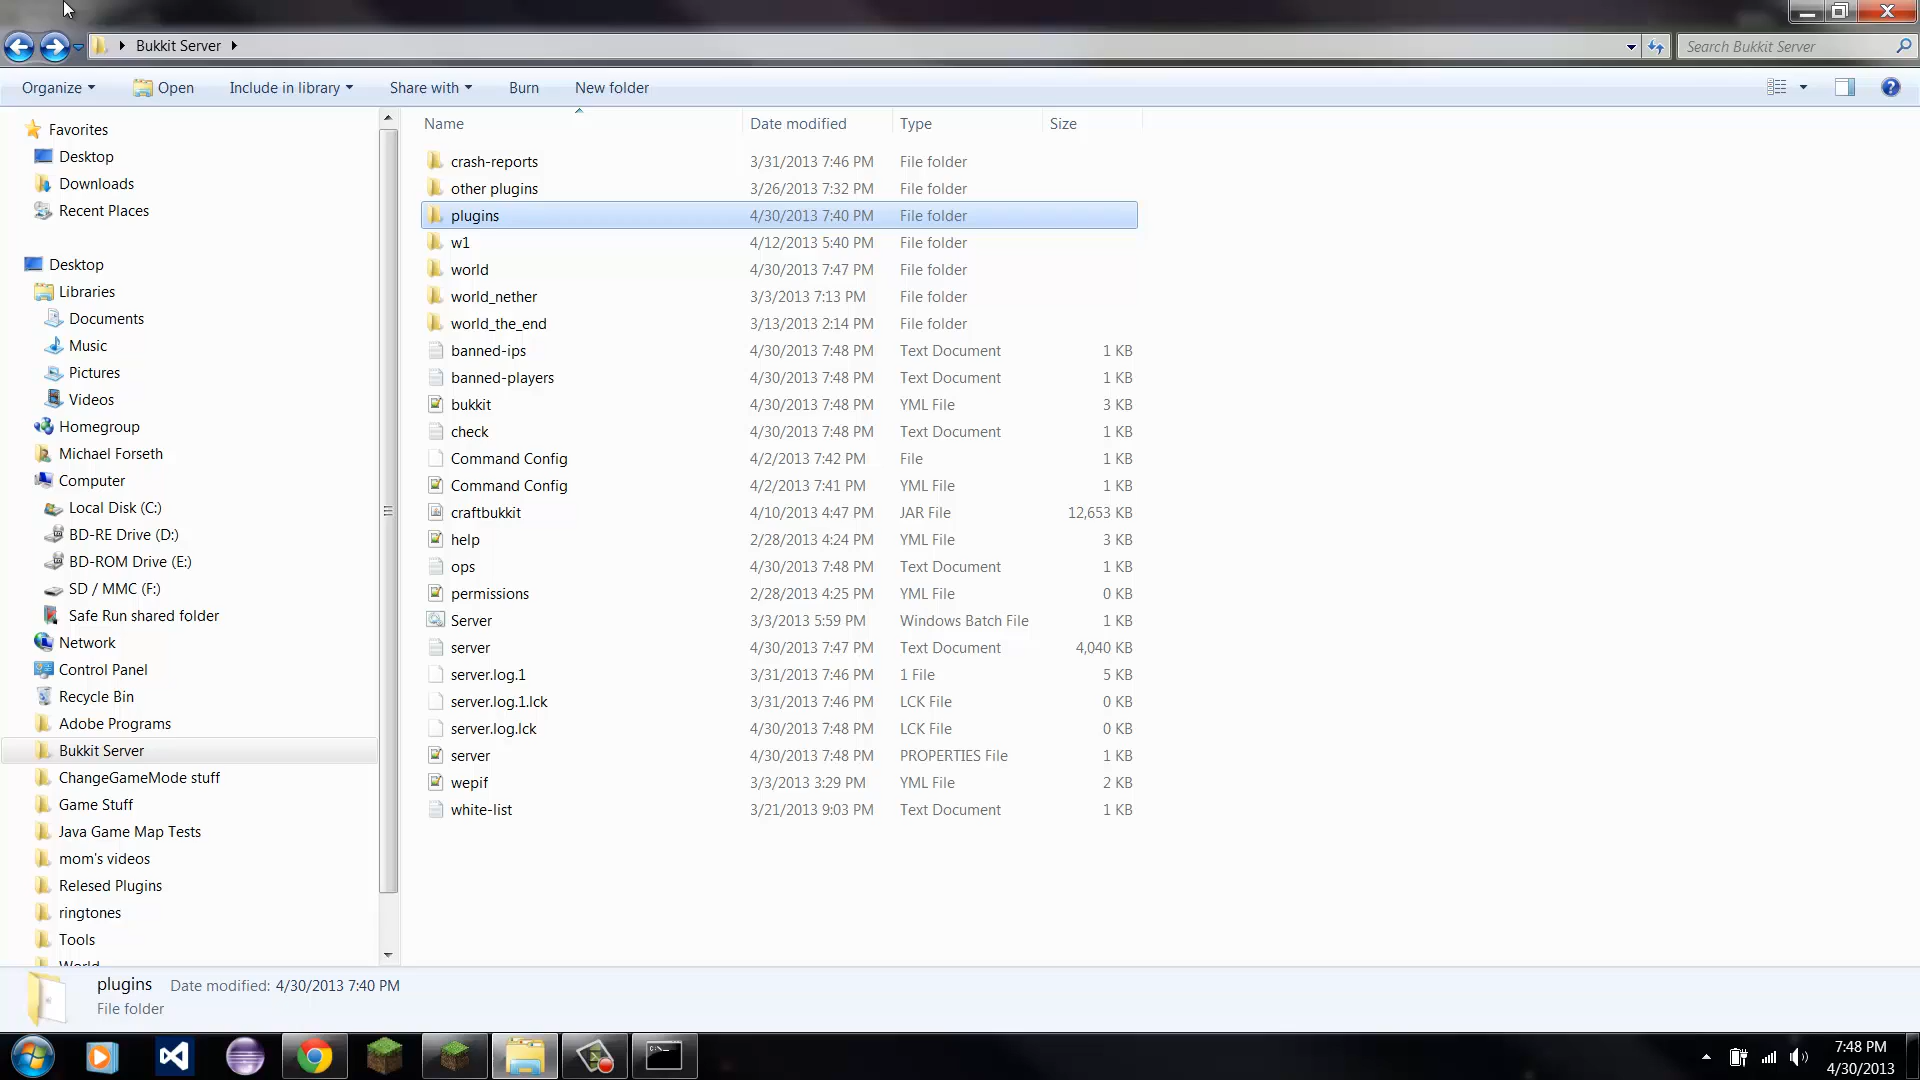 Bukkit Server
Search Bukkit Server
Organize Open Include in library Share with Burn New folder
Name Date modified Type Size
Favorites
Desktop
Downloads
Recent Places
Desktop
Libraries
Documents
Music
Pictures
Videos
Homegroup
Michael Forseth
Computer
Local Disk (C:)
BD-RE Drive (D:)
BD-ROM Drive (E:)
SD / MMC (F:)
Safe Run shared folder
Network
Control Panel
Recycle Bin
Adobe Programs
Bukkit Server
ChangeGameMode stuff
Game Stuff
Java Game Map Tests
mom's videos
Relesed Plugins
ringtones
Tools
World
crash-reports 3/31/2013 7:46 PM File folder
other plugins 3/26/2013 7:32 PM File folder
plugins 4/30/2013 7:40 PM File folder
w1 4/12/2013 5:40 PM File folder
world 4/30/2013 7:47 PM File folder
world_nether 3/3/2013 7:13 PM File folder
world_the_end 3/13/2013 2:14 PM File folder
banned-ips 4/30/2013 7:48 PM Text Document 1 KB
banned-players 4/30/2013 7:48 PM Text Document 1 KB
bukkit 4/30/2013 7:48 PM YML File 3 KB
check 4/30/2013 7:48 PM Text Document 1 KB
Command Config 4/2/2013 7:42 PM File 1 KB
Command Config 4/2/2013 7:41 PM YML File 1 KB
craftbukkit 4/10/2013 4:47 PM JAR File 12,653 KB
help 2/28/2013 4:24 PM YML File 3 KB
ops 4/30/2013 7:48 PM Text Document 1 KB
permissions 2/28/2013 4:25 PM YML File 0 KB
Server 3/3/2013 5:59 PM Windows Batch File 1 KB
server 4/30/2013 7:47 PM Text Document 4,040 KB
server.log.1 3/31/2013 7:46 PM 1 File 5 KB
server.log.1.lck 3/31/2013 7:46 PM LCK File 0 KB
server.log.lck 4/30/2013 7:48 PM LCK File 0 KB
server 4/30/2013 7:48 PM PROPERTIES File 1 KB
wepif 3/3/2013 3:29 PM YML File 2 KB
white-list 3/21/2013 9:03 PM Text Document 1 KB
plugins Date modified: 4/30/2013 7:40 PM
File folder
7:48 PM
4/30/2013